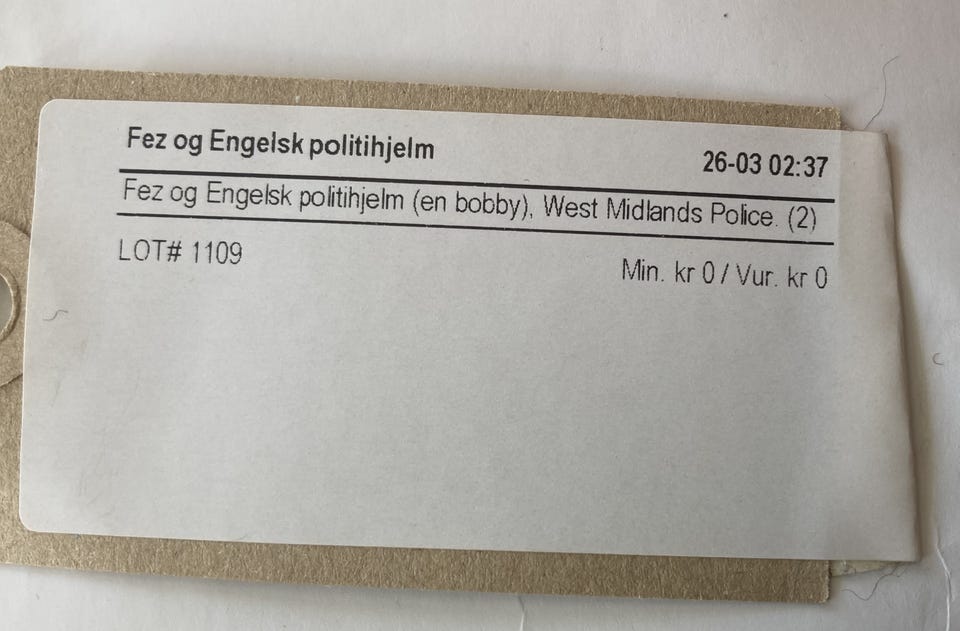 Fez og Engelsk politihjelm 26-03 02:37
Fez og Engelsk politihjelm (en bobby), West Midlands Police. (2)
LOT# 1109 Min. kr 0 / Vur. kr 0